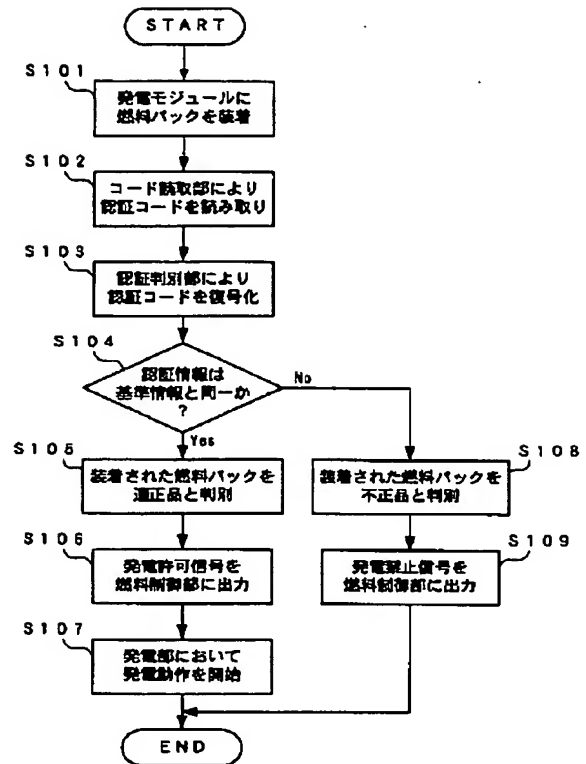 START
S101
発電モジュールに
燃料パックを装着
S102
コード読取部により
認証コードを読み取り
S103
認証判別部により
認証コードを復号化
S104
認証情報は
基準情報と同一か
?
No
Yes
S105
装着された燃料パックを
適正品と判別
S108
装着された燃料パックを
不正品と判別
S106
発電許可信号を
燃料制御部に出力
S109
発電禁止信号を
燃料制御部に出力
S107
発電部において
発電動作を開始
END